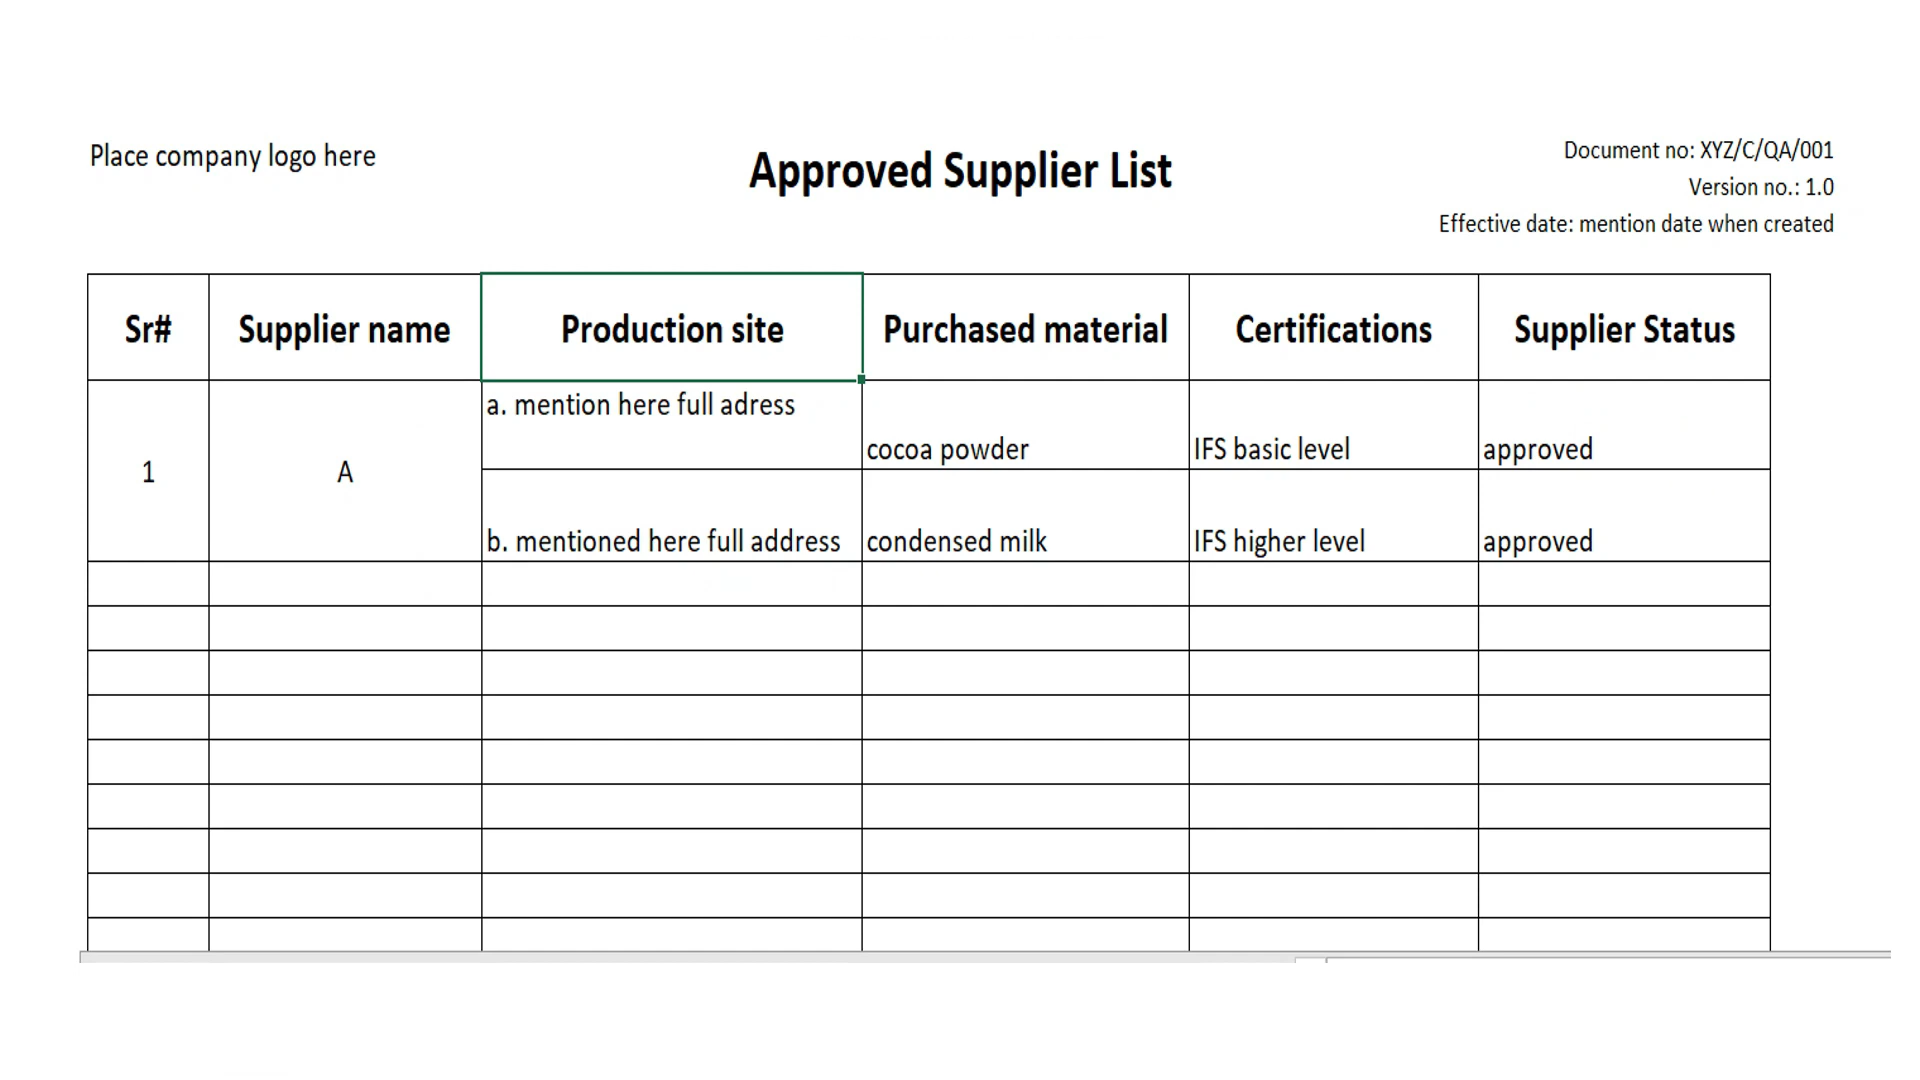 Place company logo here
Approved Supplier List
Document no: XYZ/C/QA/001
Version no.: 1.0
Effective date: mention date when created
Sr# Supplier name Production site Purchased material Certifications Supplier Status
1 A
a. mention here full adress cocoa powder IFS basic level approved
b. mentioned here full address condensed milk IFS higher level approved